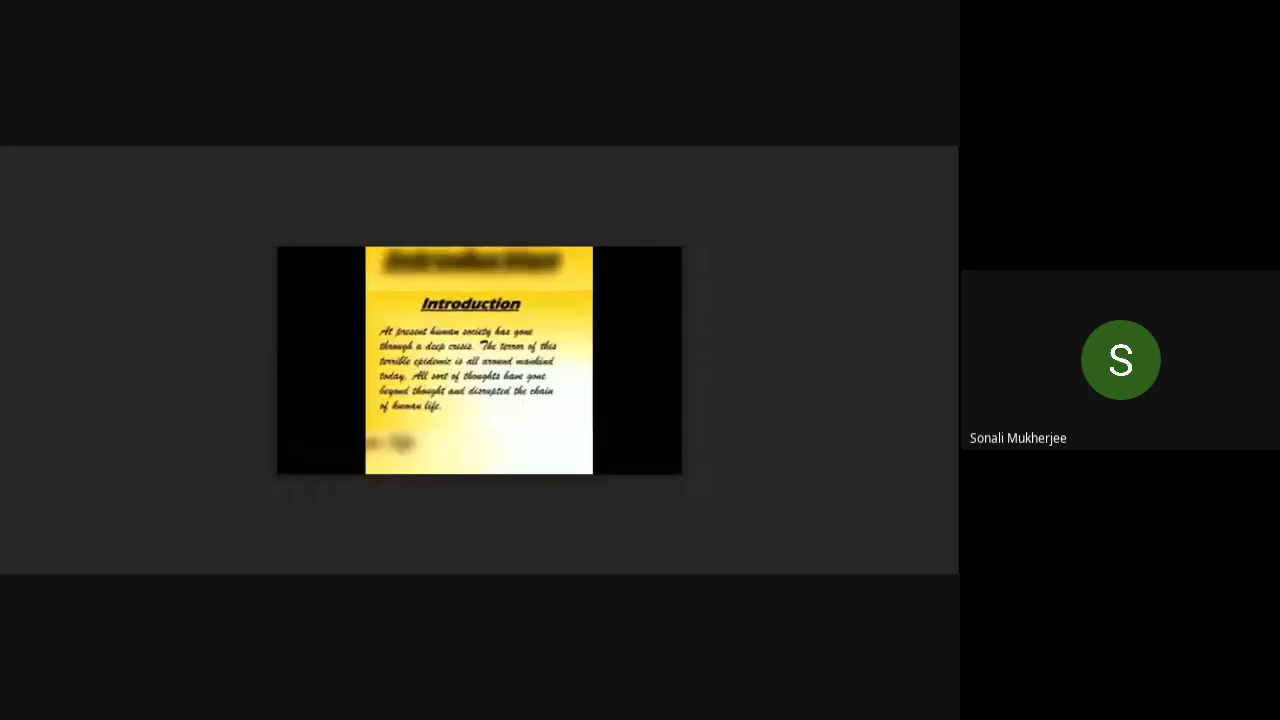 Introduction
At present human society has gone
through a deep crisis. The terror of this
terrible epidemic is all around mankind
today. All sort of thoughts have gone
beyond thought and disrupted the chain
of human life.
S
Sonali Mukherjee